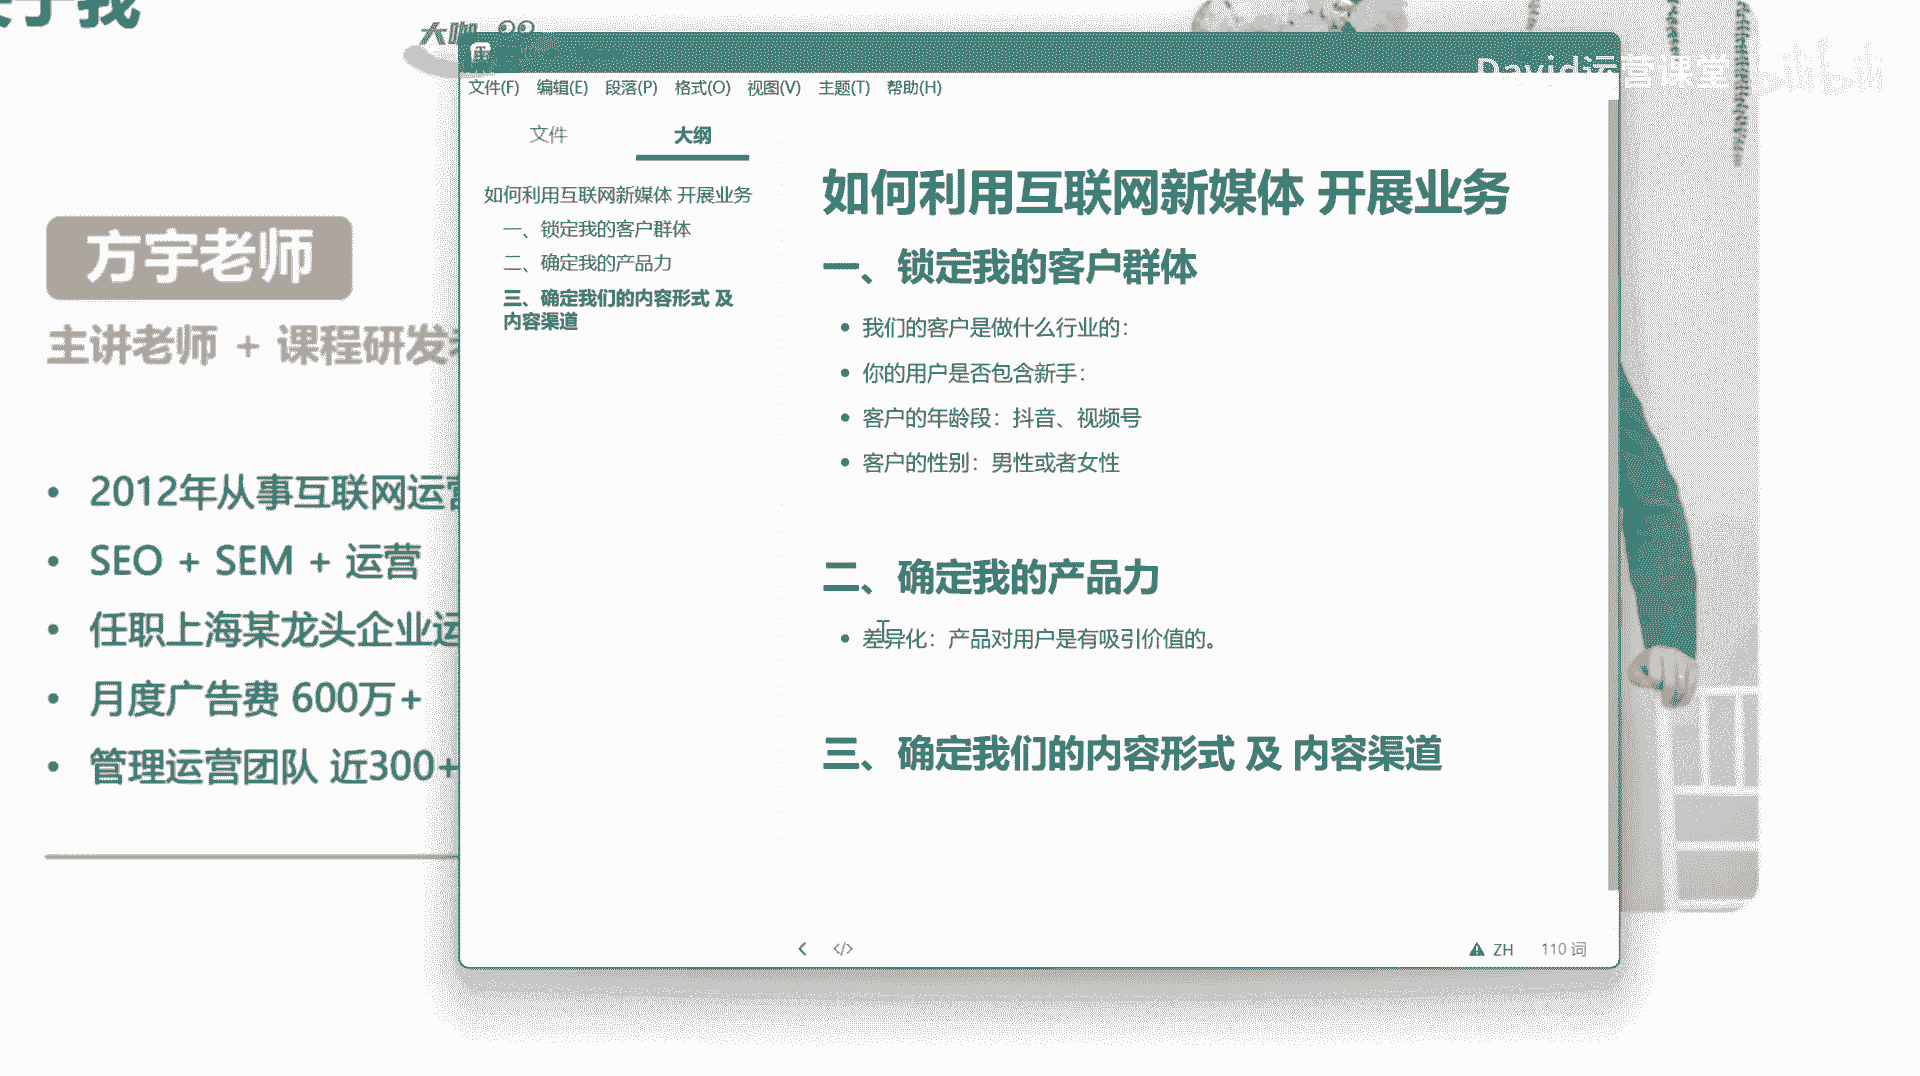 关于我
大咖
David运营课堂 bilibili
文件(F) 编辑(E) 段落(P) 格式(O) 视图(V) 主题(T) 帮助(H)
文件 大纲
如何利用互联网新媒体 开展业务
一、锁定我的客户群体
二、确定我的产品力
三、确定我们的内容形式 及
内容渠道
方宇老师
主讲老师 + 课程研发
2012年从事互联网运营
SEO + SEM + 运营
任职上海某龙头企业运
月度广告费 600万+
管理运营团队 近300+
如何利用互联网新媒体 开展业务
一、锁定我的客户群体
我们的客户是做什么行业的：
你的用户是否包含新手：
客户的年龄段：抖音、视频号
客户的性别：男性或者女性
二、确定我的产品力
差异化：产品对用户是有吸引价值的。
三、确定我们的内容形式 及 内容渠道
</> ZH 110 词